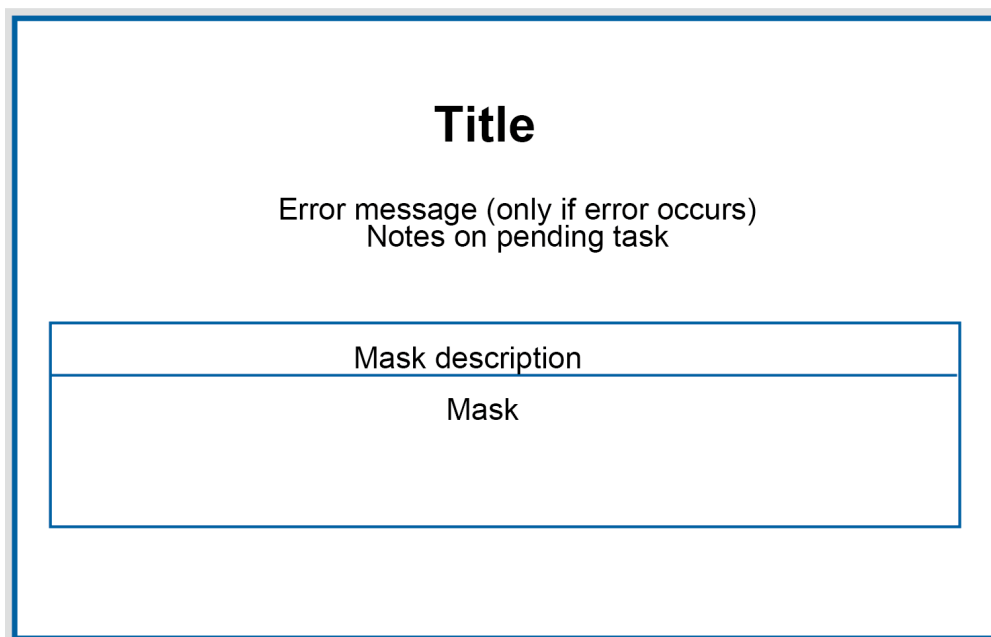 Title
Error message (only if error occurs)
Notes on pending task
Mask description
Mask